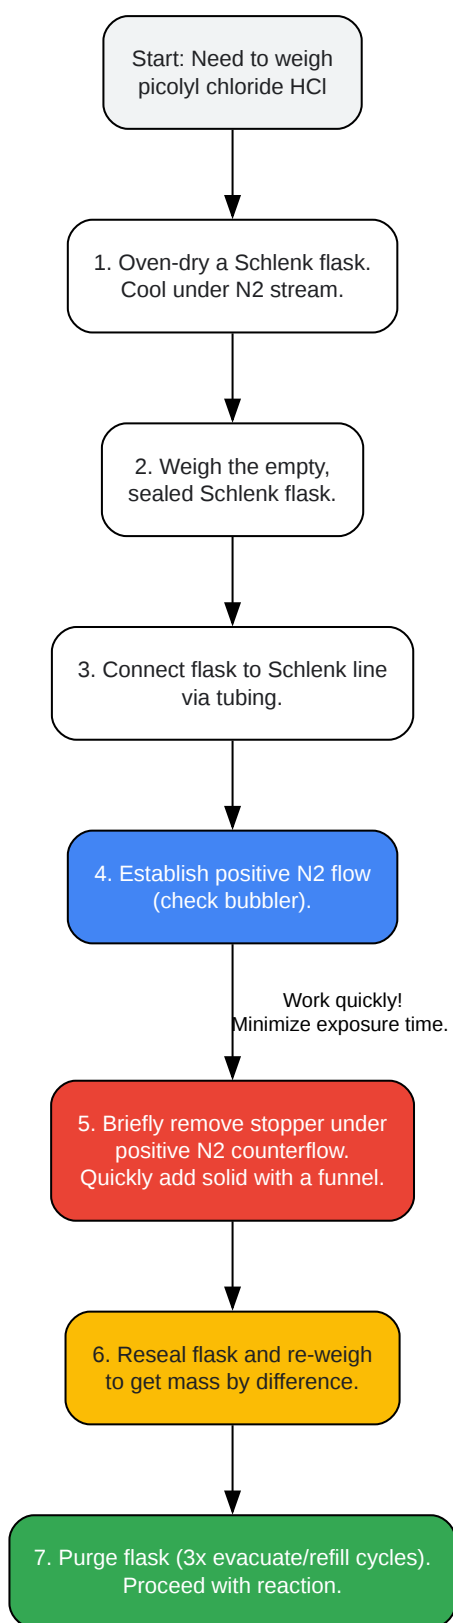 Start: Need to weigh
picolyl chloride HCl
1. Oven-dry a Schlenk flask.
Cool under N2 stream.
2. Weigh the empty,
sealed Schlenk flask.
3. Connect flask to Schlenk line
via tubing.
4. Establish positive N2 flow
(check bubbler).
Work quickly!
Minimize exposure time.
5. Briefly remove stopper under
positive N2 counterflow.
Quickly add solid with a funnel.
6. Reseal flask and re-weigh
to get mass by difference.
7. Purge flask (3x evacuate/refill cycles).
Proceed with reaction.